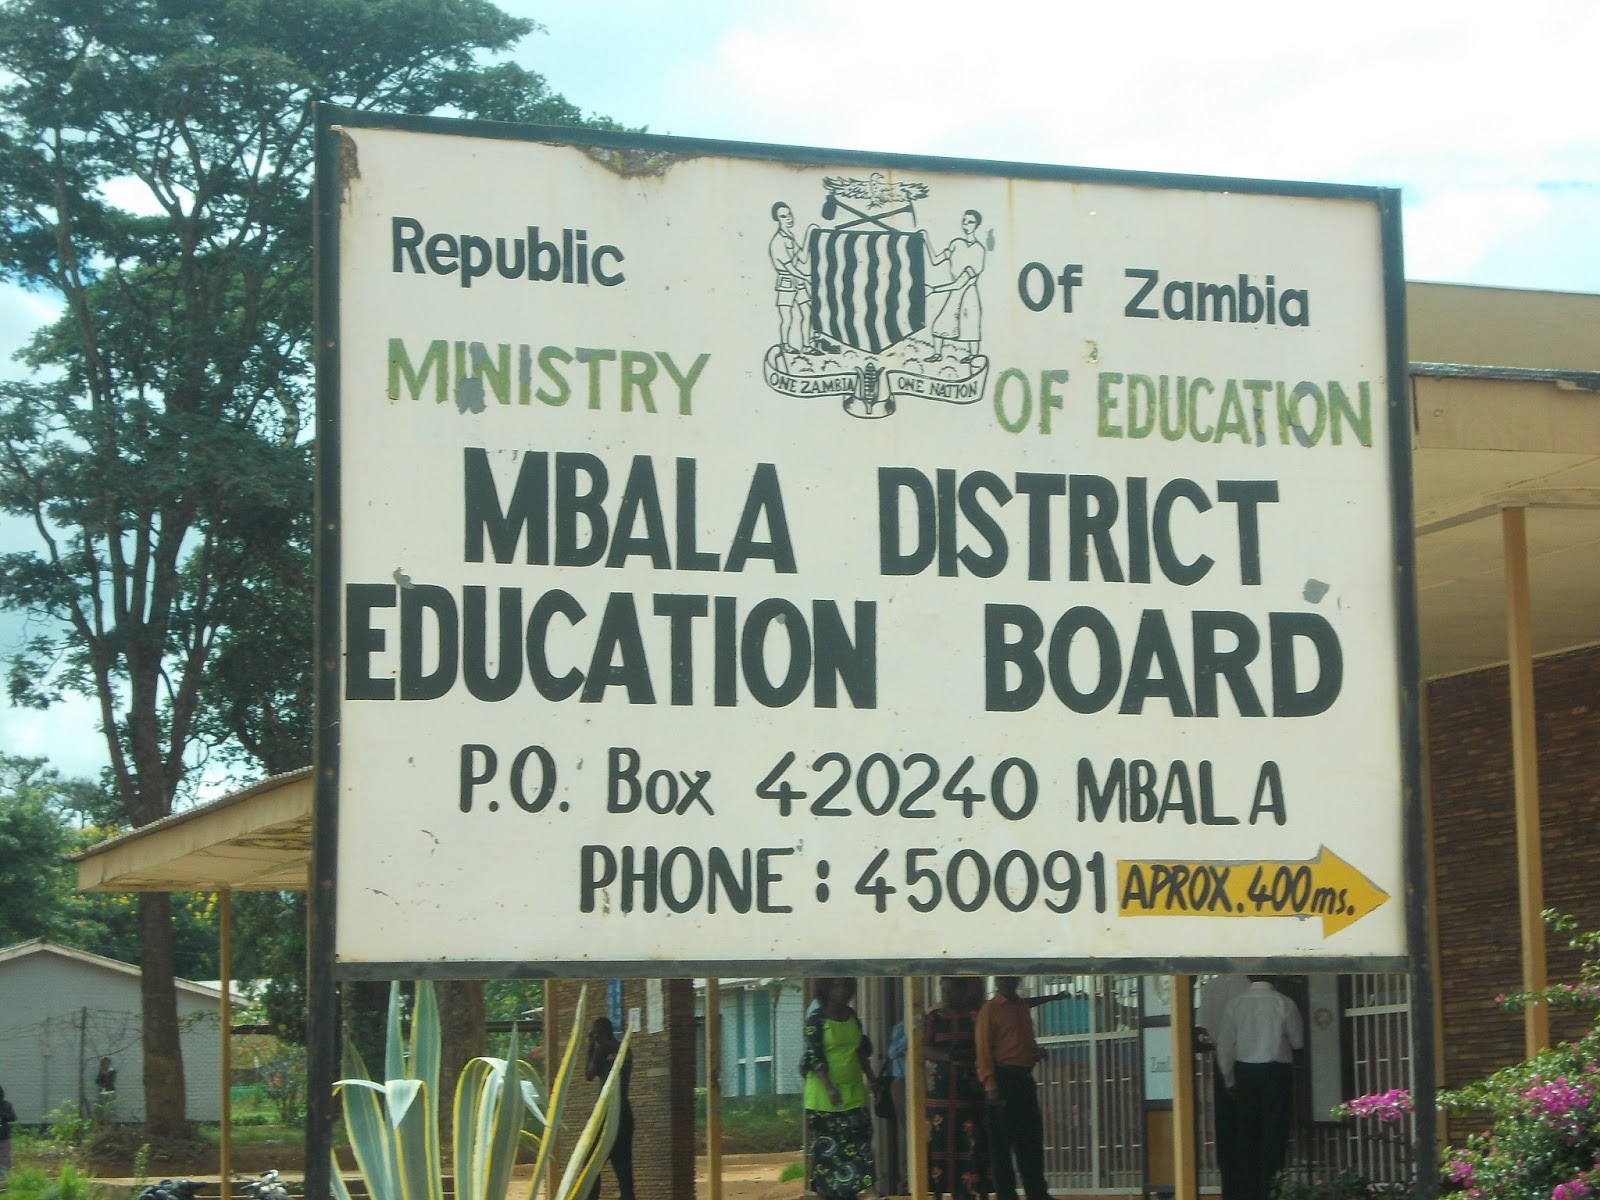 Republic Of Zambia
ONE ZAMBIA ONE NATION
MINISTRY OF EDUCATION
MBALA DISTRICT
EDUCATION BOARD
P.O. Box 420240 MBALA
PHONE: 450091
APROX. 400ms.